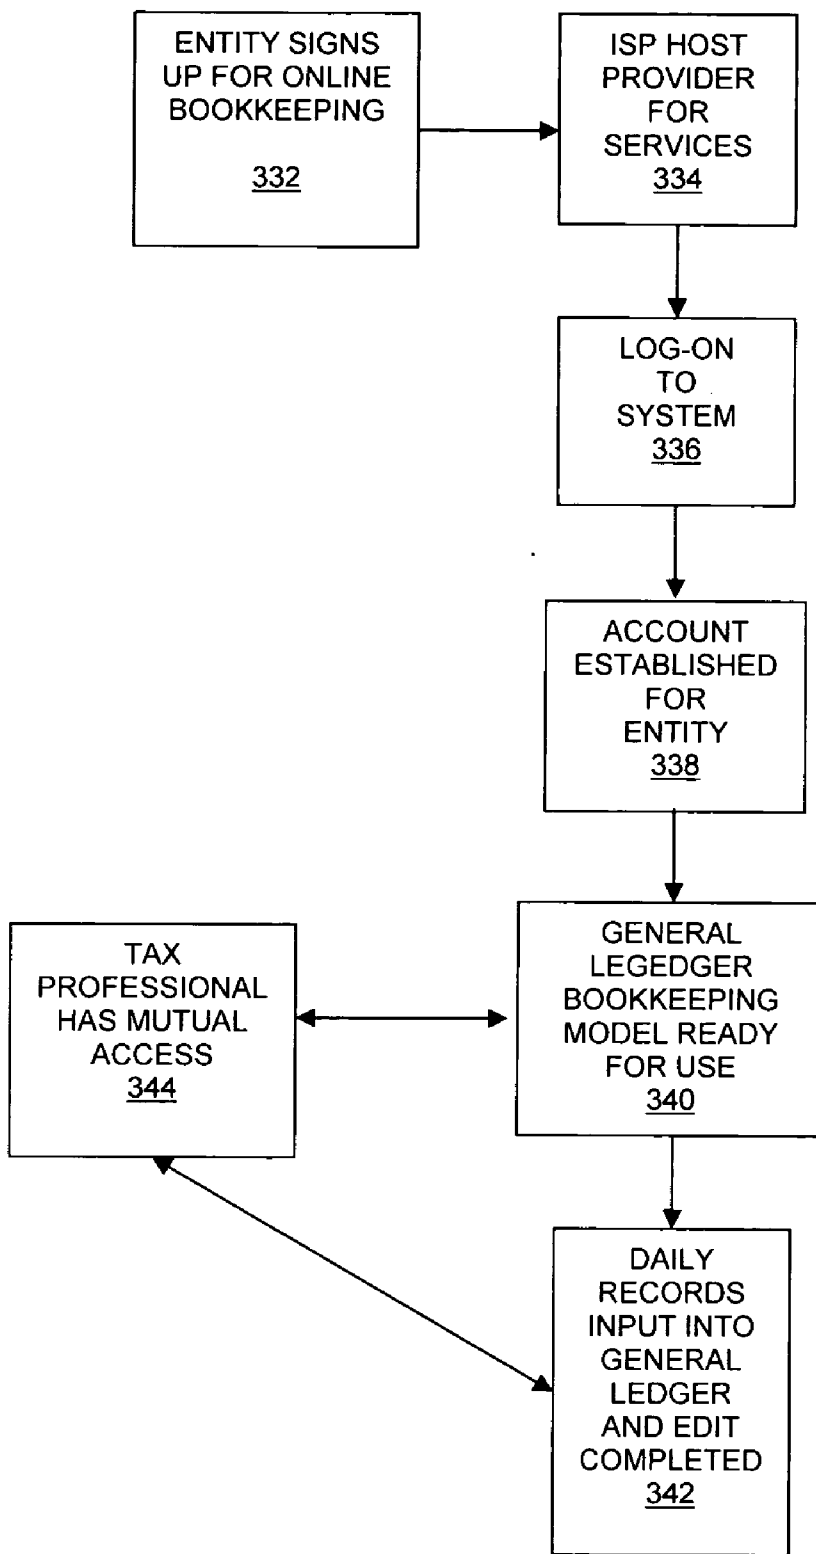 ENTITY SIGNS
UP FOR ONLINE
BOOKKEEPING
332
ISP HOST
PROVIDER
FOR
SERVICES
334
LOG-ON
TO
SYSTEM
336
ACCOUNT
ESTABLISHED
FOR
ENTITY
338
TAX
PROFESSIONAL
HAS MUTUAL
ACCESS
344
GENERAL
LEGEDGER
BOOKKEEPING
MODEL READY
FOR USE
340
DAILY
RECORDS
INPUT INTO
GENERAL
LEDGER
AND EDIT
COMPLETED
342